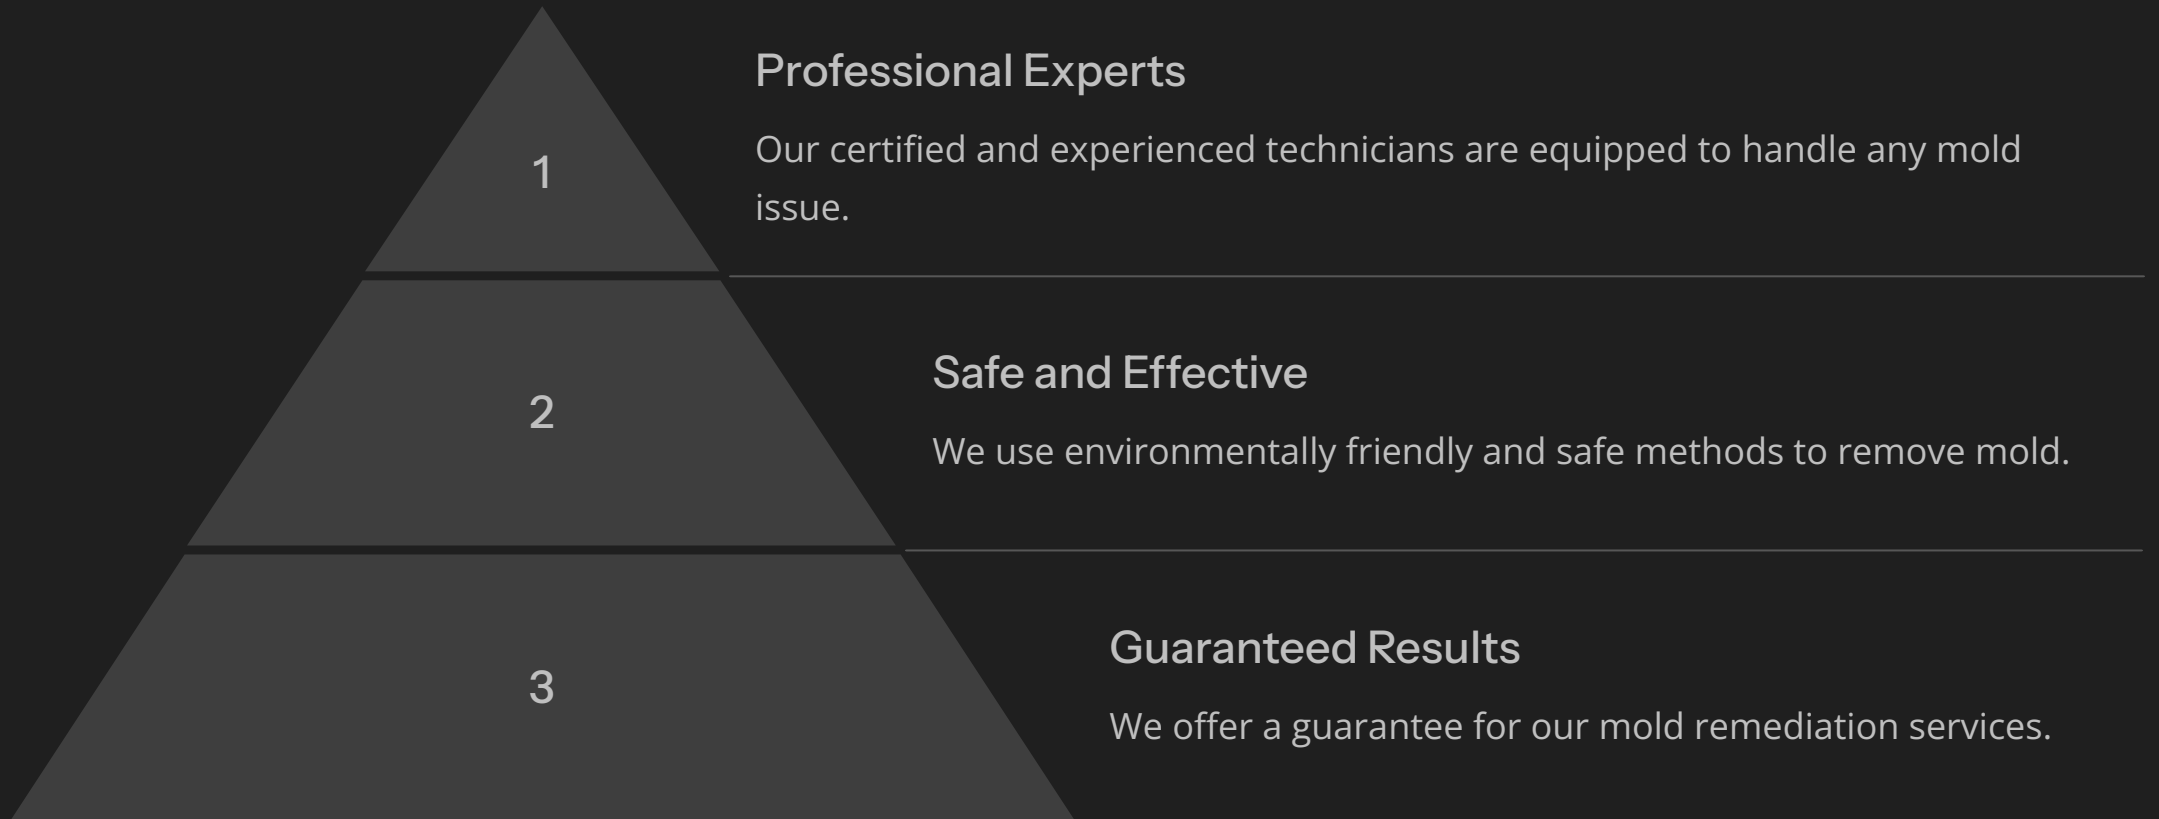 Professional Experts
1
Our certified and experienced technicians are equipped to handle any mold
issue.
Safe and Effective
2
We use environmentally friendly and safe methods to remove mold.
Guaranteed Results
3
We offer a guarantee for our mold remediation services.